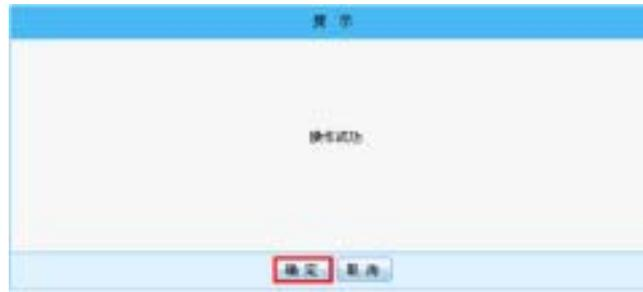 提 示
操作成功
确 定 取 消